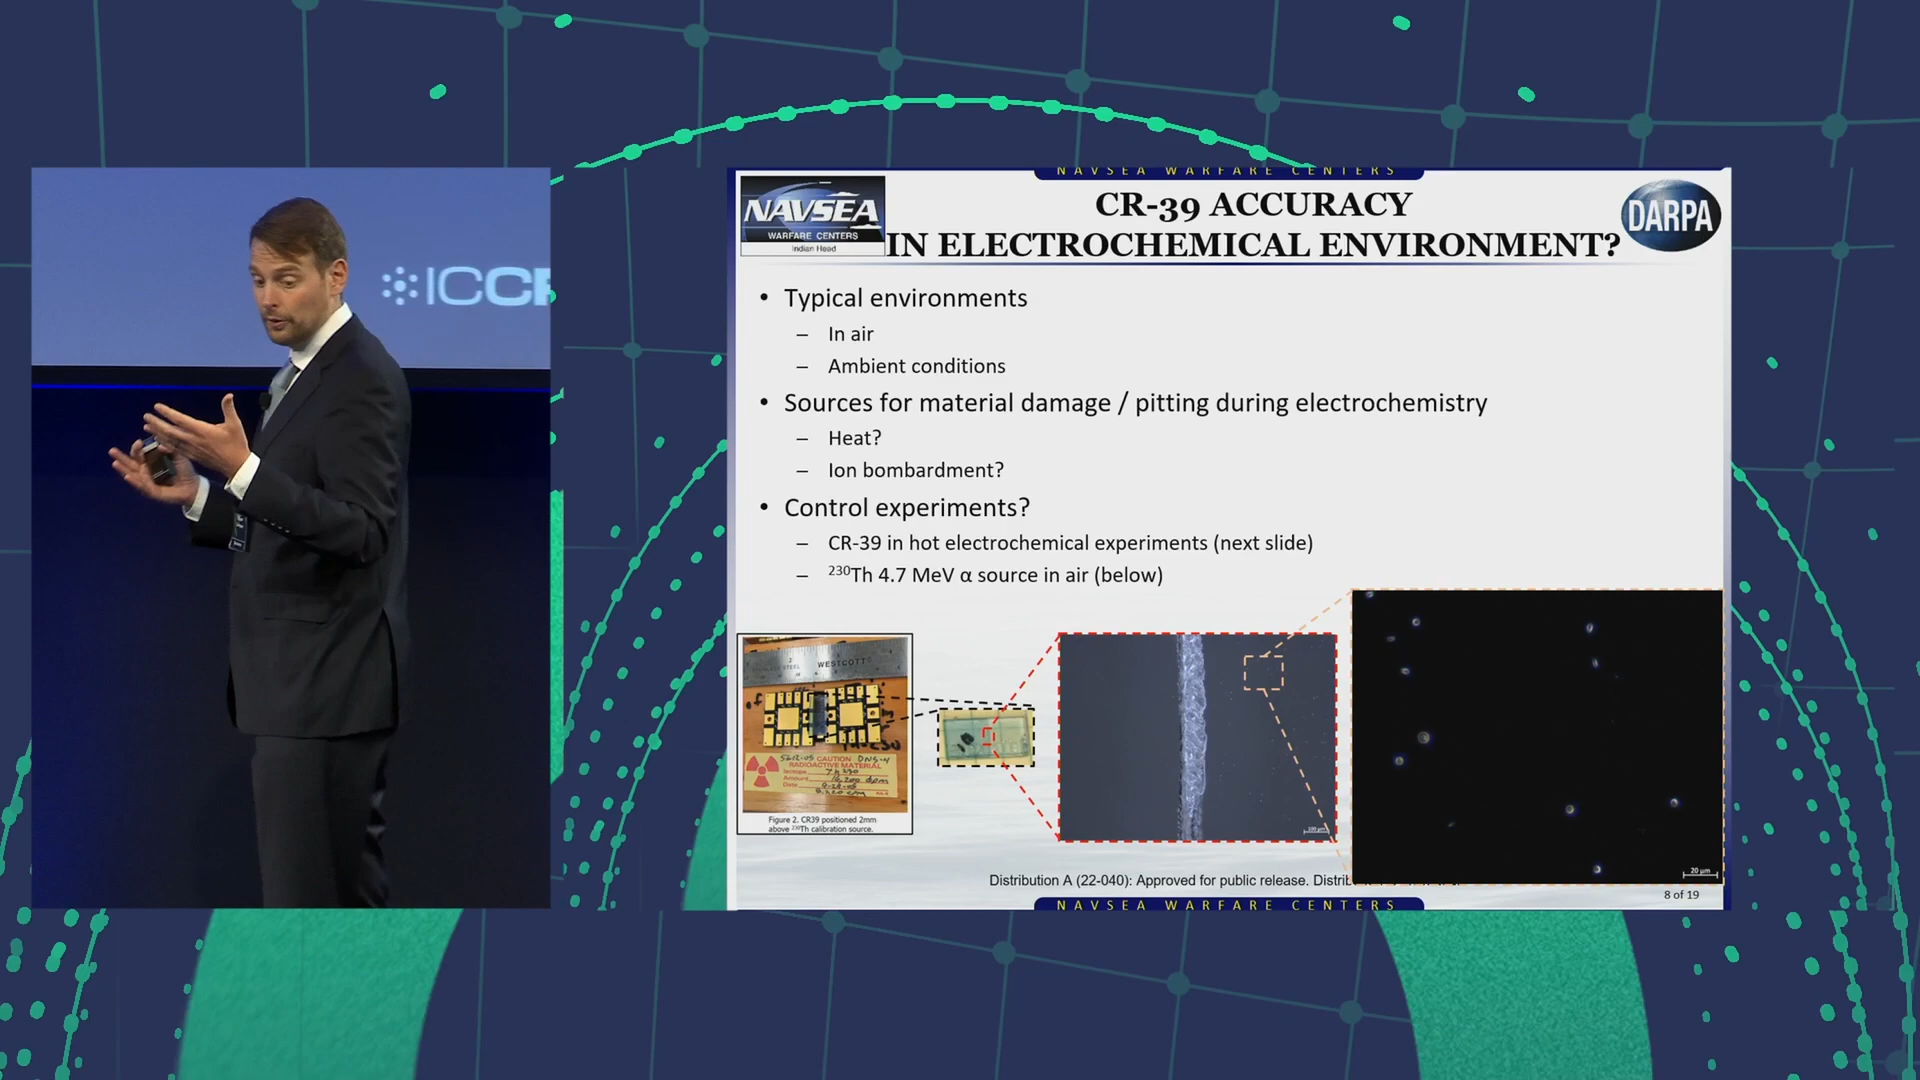 ICCF
NAVSEA WARFARE CENTERS
NAVSEA
WARFARE CENTERS
Indian Head
CR-39 ACCURACY
IN ELECTROCHEMICAL ENVIRONMENT?
DARPA
• Typical environments
– In air
– Ambient conditions
• Sources for material damage / pitting during electrochemistry
– Heat?
– Ion bombardment?
• Control experiments?
– CR-39 in hot electrochemical experiments (next slide)
– ²³⁰Th 4.7 MeV α source in air (below)
WESTCOTT
CAUTION
RADIOACTIVE MATERIAL
Figure 2. CR39 positioned 2mm
above ²³⁰Th calibration source.
100 µm
20 µm
Distribution A (22-040): Approved for public release. Distrib
8 of 19
NAVSEA WARFARE CENTERS